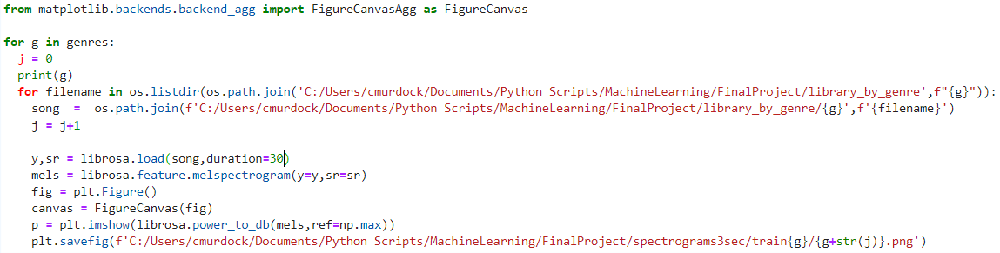 from matplotlib.backends.backend_agg import FigureCanvasAgg as FigureCanvas

for g in genres:
  j = 0
  print(g)
  for filename in os.listdir(os.path.join('C:/Users/cmurdock/Documents/Python Scripts/MachineLearning/FinalProject/library_by_genre',f"{g}")):
    song  =  os.path.join(f'C:/Users/cmurdock/Documents/Python Scripts/MachineLearning/FinalProject/library_by_genre/{g}',f'{filename}')
    j = j+1

    y,sr = librosa.load(song,duration=30)
    mels = librosa.feature.melspectrogram(y=y,sr=sr)
    fig = plt.Figure()
    canvas = FigureCanvas(fig)
    p = plt.imshow(librosa.power_to_db(mels,ref=np.max))
    plt.savefig(f'C:/Users/cmurdock/Documents/Python Scripts/MachineLearning/FinalProject/spectrograms3sec/train{g}/{g+str(j)}.png')